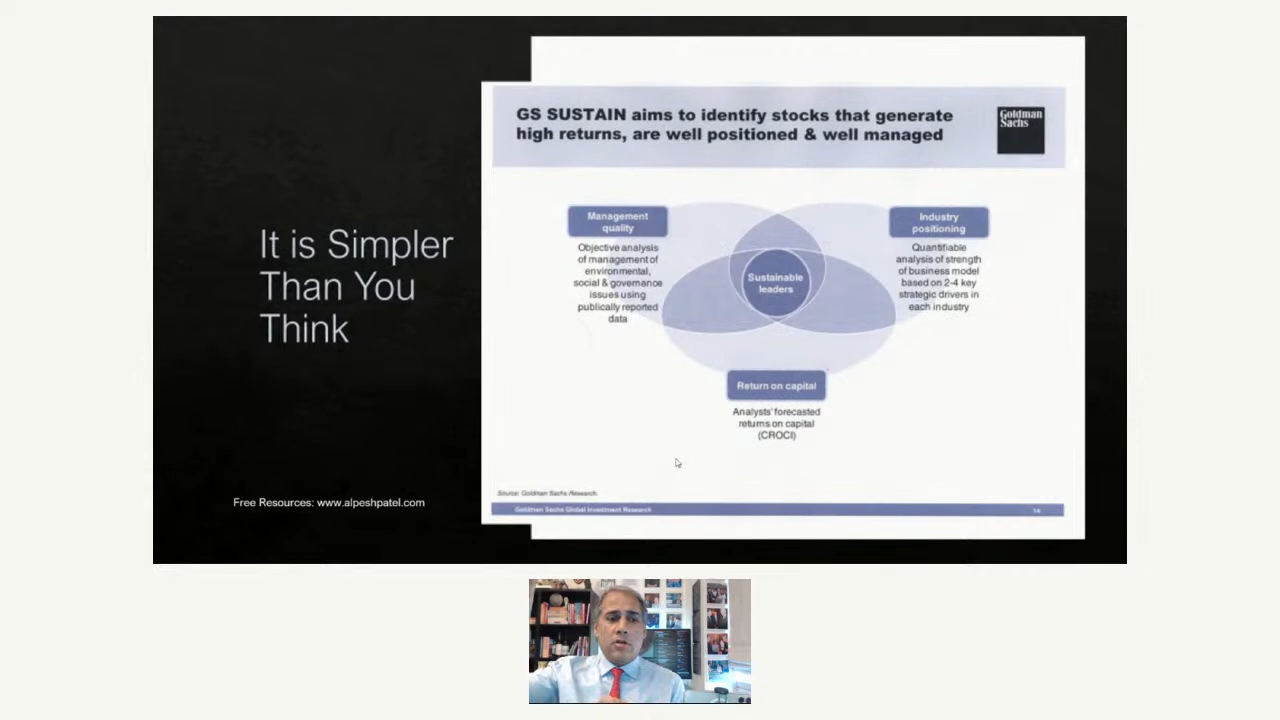 It is Simpler
Than You
Think
Free Resources: www.alpeshpatel.com
GS SUSTAIN aims to identify stocks that generate
high returns, are well positioned & well managed
Goldman
Sachs
Management
quality
Objective analysis
of management of
environmental,
social & governance
issues using
publically reported
data
Sustainable
leaders
Industry
positioning
Quantifiable
analysis of strength
of business model
based on 2-4 key
strategic drivers in
each industry
Return on capital
Analysts' forecasted
returns on capital
(CROCI)
Source: Goldman Sachs Research.
Goldman Sachs Global Investment Research
14